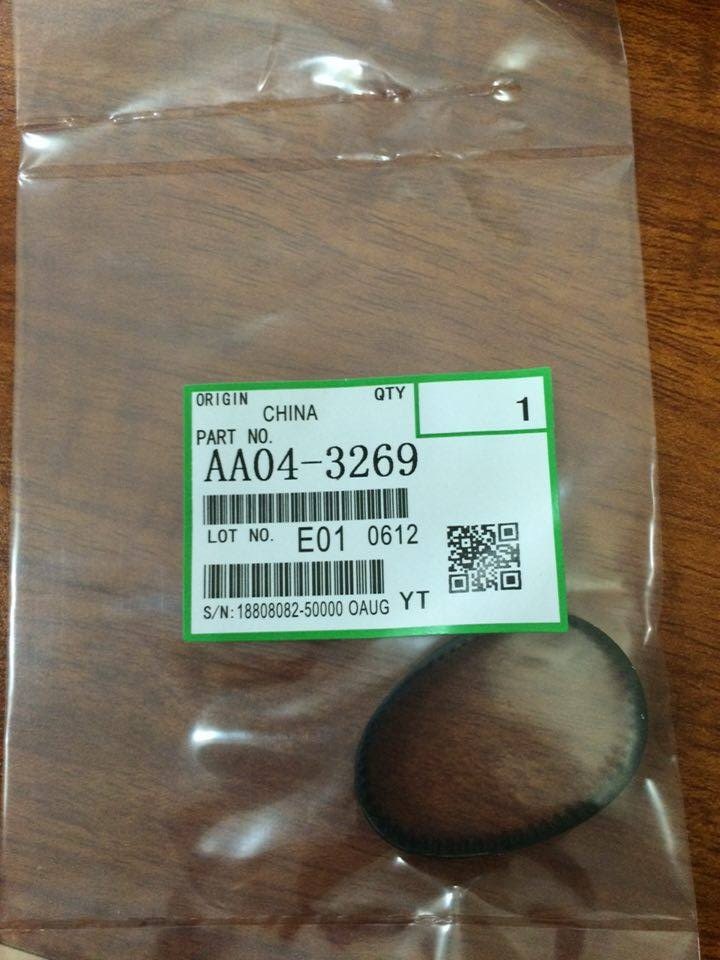 ORIGIN QTY
CHINA 1
PART NO.
AA04-3269
LOT NO. E01 0612
S/N:18808082-50000 OAUG YT